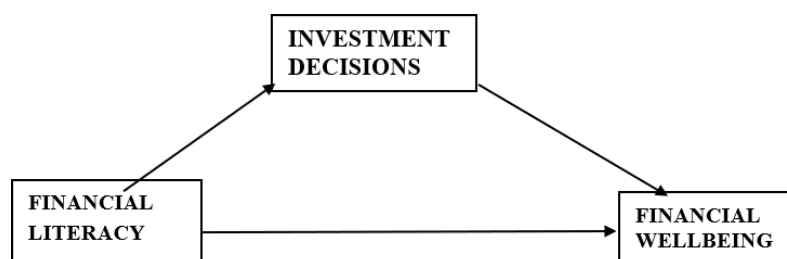 INVESTMENT
DECISIONS
FINANCIAL
LITERACY
FINANCIAL
WELLBEING